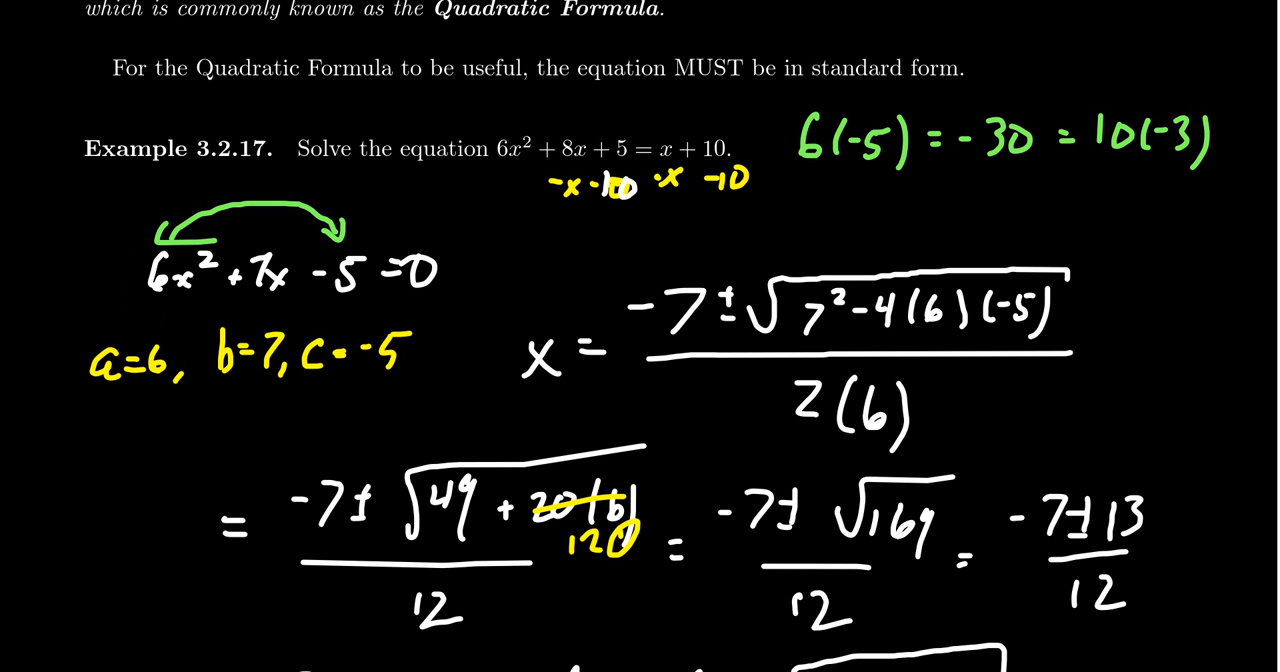 which is commonly known as the Quadratic Formula.
For the Quadratic Formula to be useful, the equation MUST be in standard form.
6(-5) = -30 = 10(-3)
Example 3.2.17. Solve the equation 6x² + 8x + 5 = x + 10.
-x -10 -x -10
6x² + 7x - 5 = 0
a=6, b=7, c=-5
x = (-7 ± √(7² - 4(6)(-5))) / 2(6)
= (-7 ± √(49 + 20(6) 120)) / 12 = (-7 ± √169) / 12 = (-7 ± 13) / 12